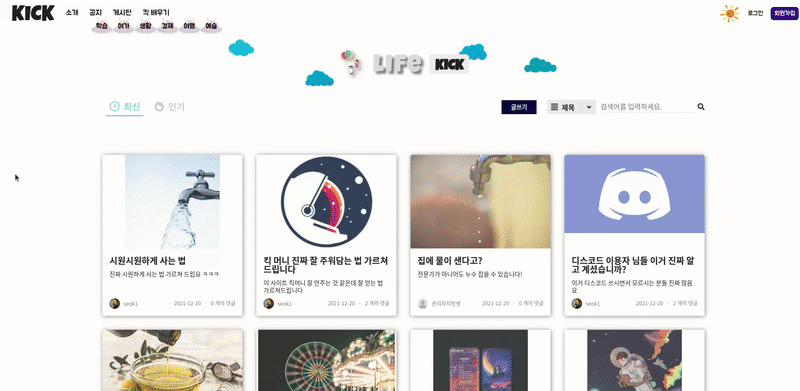 KICK 소개 공지 게시판 킥 배우기 로그인 회원가입
학습 여가 생활 경제 여행 예술
LIFE KICK
최신 인기 글쓰기 제목 검색어를 입력하세요.
시원시원하게 사는 법
진짜 시원하게 사는 법 가르쳐 드립요 ㅋㅋㅋ
seok1 2021-12-20 · 0 개의 댓글
킥 머니 진짜 잘 주워담는 법 가르쳐
드립니다
이 사이트 킥머니 잘 안주는 것 같은데 잘 얻는 법
가르쳐드립니다
seok1 2021-12-20 · 2 개의 댓글
집에 물이 샌다고?
전문가가 아니어도 누수 잡을 수 있습니다!
관리자지망생 2021-12-20 · 0 개의 댓글
디스코드 이용자 님들 이거 진짜 알
고 계셨습니까?
이거 디스코드 쓰시면서 모르시는 분들 진짜 많음
요
seok1 2021-12-20 · 2 개의 댓글